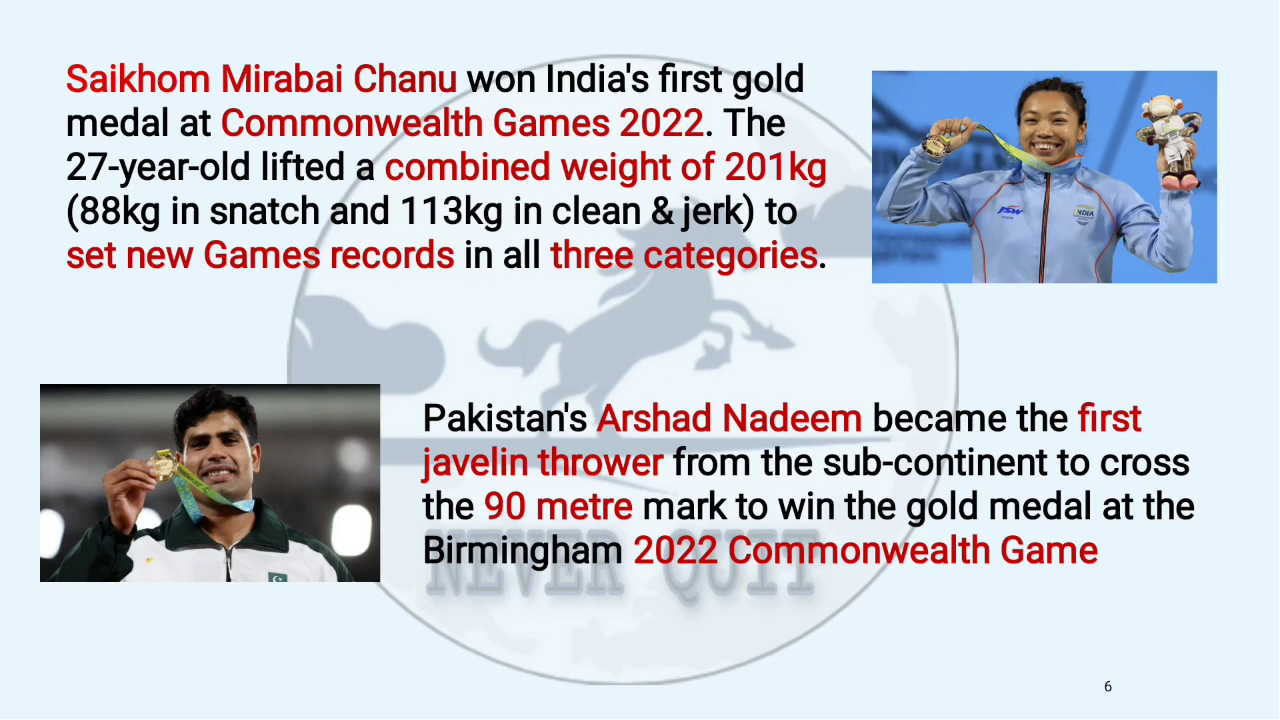 Saikhom Mirabai Chanu won India's first gold
medal at Commonwealth Games 2022. The
27-year-old lifted a combined weight of 201kg
(88kg in snatch and 113kg in clean & jerk) to
set new Games records in all three categories.
JSW
INDIA
Pakistan's Arshad Nadeem became the first
javelin thrower from the sub-continent to cross
the 90 metre mark to win the gold medal at the
Birmingham 2022 Commonwealth Game
NEVER QUIT
6